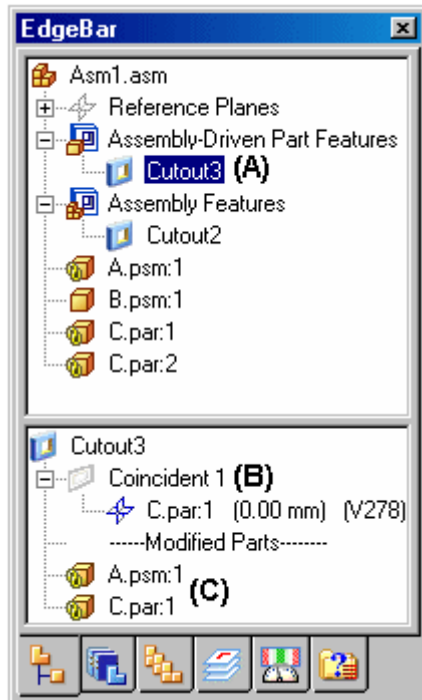 EdgeBar
Asm1.asm
Reference Planes
Assembly-Driven Part Features
Cutout3 (A)
Assembly Features
Cutout2
A.psm:1
B.psm:1
C.par:1
C.par:2
Cutout3
Coincident 1 (B)
C.par:1 (0.00 mm) (V278)
------Modified Parts--------
A.psm:1
C.par:1 (C)